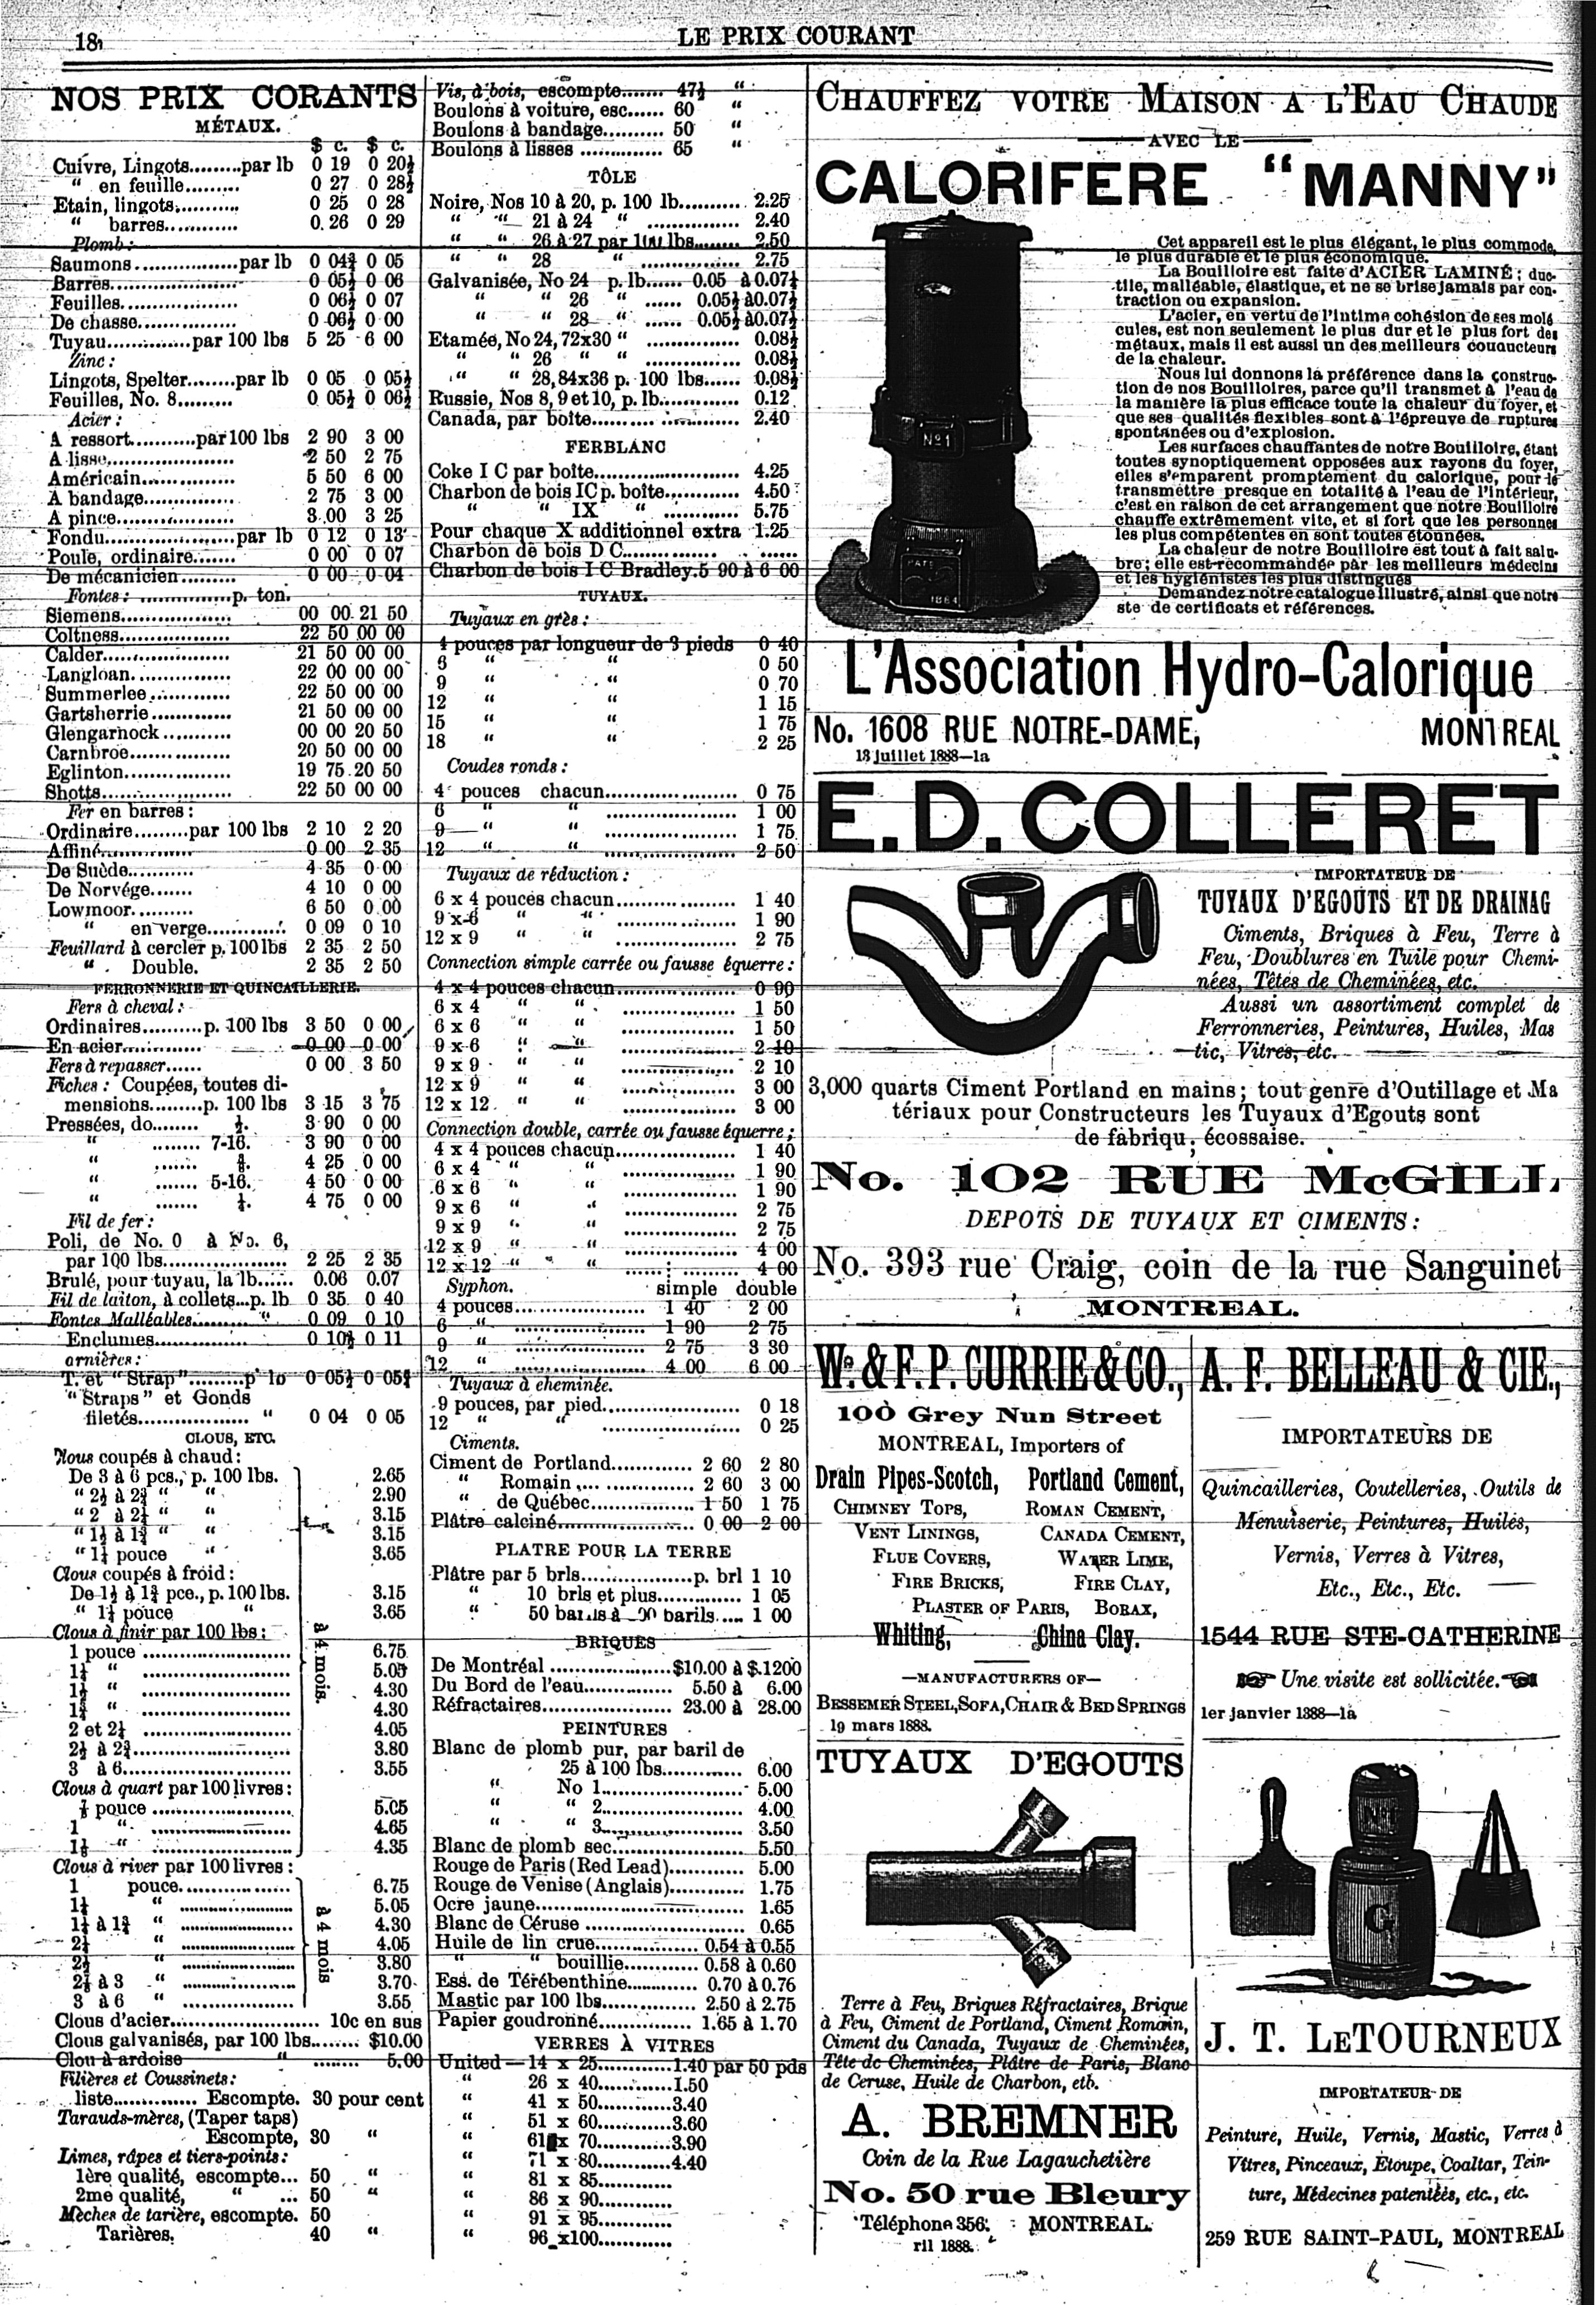 18
LE PRIX COURANT
NOS PRIX CORANTS
MÉTAUX.
$ c. $ c.
Cuivre, Lingots.........par lb 0 19 0 20½
“ en feuille......... 0 27 0 28½
Etain, lingots........... 0 25 0 28
“ barres............ 0.26 0 29
Plomb:
Saumons.................par lb 0 04¾ 0 05
Barres..................... 0 05½ 0 06
Feuilles................... 0 06½ 0 07
De chasse................ 0 06½ 0 00
Tuyau.............par 100 lbs 5 25 6 00
Zinc:
Lingots, Spelter........par lb 0 05 0 05½
Feuilles, No. 8......... 0 05½ 0 06½
Acier:
A ressort...........par 100 lbs 2 90 3 00
A lisse..................... 2 50 2 75
Américain............... 5 50 6 00
A bandage............... 2 75 3 00
A pince................... 3.00 3 25
Fondu......................par lb 0 12 0 13
Poule, ordinaire....... 0 00 0 07
De mécanicien......... 0 00 0 04
Fontes: ...............p. ton.
Siemens................... 00 00 21 50
Coltness.................. 22 50 00 00
Calder..................... 21 50 00 00
Langloan................. 22 00 00 00
Summerlee.............. 22 50 00 00
Gartsherrie.............. 21 50 00 00
Glengarnock............ 00 00 20 50
Carnbroe................. 20 50 00 00
Eglinton.................. 19 75 20 50
Shotts...................... 22 50 00 00
Fer en barres:
Ordinaire.........par 100 lbs 2 10 2 20
Affiné...................... 0 00 2 35
De Suède................. 4 35 0 00
De Norvége....... 4 10 0 00
Lowmoor.......... 6 50 0 00
“ en verge............ 0 09 0 10
Feuillard à cercler p. 100 lbs 2 35 2 50
“ Double. 2 35 2 50
FERRONNERIE ET QUINCAILLERIE.
Fers à cheval:
Ordinaires..........p. 100 lbs 3 50 0 00
En acier................ 0 00 0 00
Fers à repasser...... 0 00 3 50
Fiches: Coupées, toutes di-
mensions.........p. 100 lbs 3 15 3 75
Pressées, do........ 3 90 0 00
“ ........ 7-16. 3 90 0 00
“ ....... 4 25 0 00
“ ....... 5-16. 4 50 0 00
“ ....... ¼. 4 75 0 00
Fil de fer:
Poli, de No. 0 à No. 6,
par 100 lbs.................... 2 25 2 35
Brulé, pour tuyau, la lb...... 0.06 0.07
Fil de laiton, à collets...p. lb 0 35 0 40
Fontes Malléables......... “ 0 09 0 10
Enclumes................ 0 10½ 0 11
ornières:
T. et “Strap”.........p lb 0 05½ 0 05¾
“Straps” et Gonds
filetés.................. “ 0 04 0 05
CLOUS, ETC.
Nous coupés à chaud:
De 3 à 6 pcs., p. 100 lbs. 2.65
“ 2½ à 2¾ “ “ 2.90
“ 2 à 2¼ “ “ 3.15
“ 1½ à 1¾ “ “ 3.15
“ 1¼ pouce “ 3.65
Clous coupés à froid:
De 1½ à 1¾ pce., p. 100 lbs. 3.15
“ 1¼ pouce “ 3.65
Clous à finir par 100 lbs:
à 4 mois.
1 pouce ........................ 6.75
1¼ “ ........................ 5.05
1½ “ ........................ 4.30
1¾ “ ........................ 4.30
2 et 2¼ ........................ 4.05
2½ à 2¾........................ 3.80
3 à 6........................ 3.55
Clous à quart par 100 livres:
⅞ pouce ........................ 5.05
1 “ ........................ 4.65
1¼ “ ........................ 4.35
Clous à river par 100 livres:
à 4 mois
1 pouce.................... 6.75
1¼ “ .................... 5.05
1½ à 1¾ “ .................... 4.30
2¼ “ .................... 4.05
2½ “ .................... 3.80
2½ à 3 “ .................... 3.70
3 à 6 “ .................... 3.55
Clous d'acier........................ 10c en sus
Clous galvanisés, par 100 lbs........ $10.00
Clou à ardoise “ ........ 5.00
Filières et Coussinets:
liste............... Escompte. 30 pour cent
Tarauds-mères, (Taper taps)
Escompte, 30 “
Limes, râpes et tiers-points:
1ère qualité, escompte... 50 “
2me qualité, “ ... 50 “
Mèches de tarière, escompte. 50
Tarières. 40 “
Vis, à bois, escompte....... 47½ “
Boulons à voiture, esc...... 60 “
Boulons à bandage.......... 50 “
Boulons à lisses .............. 65 “
TÔLE
Noire, Nos 10 à 20, p. 100 lb.......... 2.25
“ “ 21 à 24 “ ............... 2.40
“ “ 26 à 27 par 100 lbs........ 2.50
“ “ 28 “ ............... 2.75
Galvanisée, No 24 p. lb...... 0.05 à 0.07½
“ “ 26 “ ...... 0.05½ à 0.07½
“ “ 28 “ ...... 0.05½ à 0.07½
Etamée, No 24, 72x30 “ ............... 0.08½
“ “ 26 “ “ ............... 0.08½
“ “ 28, 84x36 p. 100 lbs...... 0.08½
Russie, Nos 8, 9 et 10, p. lb............. 0.12
Canada, par boîte........................ 2.40
FERBLANC
Coke I C par boîte........................ 4.25
Charbon de bois IC p. boîte............ 4.50
“ “ IX “ ............ 5.75
Pour chaque X additionnel extra 1.25
Charbon de bois D C............... ......
Charbon de bois I C Bradley. 5 90 à 6 00
TUYAUX.
Tuyaux en grès:
4 pouces par longueur de 3 pieds 0 40
6 “ “ 0 50
9 “ “ 0 70
12 “ “ 1 15
15 “ “ 1 75
18 “ “ 2 25
Coudes ronds:
4 pouces chacun...................... 0 75
6 “ “ ...................... 1 00
9 “ “ ...................... 1 75
12 “ “ ...................... 2 50
Tuyaux de réduction:
6 x 4 pouces chacun................... 1 40
9 x 6 “ “ ................... 1 90
12 x 9 “ “ ................... 2 75
Connection simple carrée ou fausse équerre:
4 x 4 pouces chacun................... 0 90
6 x 4 “ “ ................... 1 50
6 x 6 “ “ ................... 1 50
9 x 6 “ “ ................... 2 10
9 x 9 “ “ ................... 2 10
12 x 9 “ “ ................... 3 00
12 x 12 “ “ ................... 3 00
Connection double, carrée ou fausse équerre;
4 x 4 pouces chacun................... 1 40
6 x 4 “ “ ................... 1 90
6 x 6 “ “ ................... 1 90
9 x 6 “ “ ................... 2 75
9 x 9 “ “ ................... 2 75
12 x 9 “ “ ................... 4 00
12 x 12 “ “ ................... 4 00
Syphon. simple double
4 pouces...................... 1 40 2 00
6 “ ...................... 1 90 2 75
9 “ ...................... 2 75 3 30
12 “ ...................... 4 00 6 00
Tuyaux à cheminée.
9 pouces, par pied...................... 0 18
12 “ “ ...................... 0 25
Ciments.
Ciment de Portland............. 2 60 2 80
“ Romain ................ 2 60 3 00
“ de Québec............... 1 50 1 75
Plâtre calciné...................... 0 00 2 00
PLATRE POUR LA TERRE
Plâtre par 5 brls..................p. brl 1 10
“ 10 brls et plus............... 1 05
“ 50 barils à 00 barils..... 1 00
BRIQUES
De Montréal ......................$10.00 à $.1200
Du Bord de l'eau................ 5.50 à 6.00
Réfractaires...................... 23.00 à 28.00
PEINTURES
Blanc de plomb pur, par baril de
25 à 100 lbs............ 6.00
“ No 1...................... 5.00
“ “ 2...................... 4.00
“ “ 3...................... 3.50
Blanc de plomb sec...................... 5.50
Rouge de Paris (Red Lead)............ 5.00
Rouge de Venise (Anglais)............ 1.75
Ocre jaune............................... 1.65
Blanc de Céruse ........................ 0.65
Huile de lin crue.................. 0.54 à 0.55
“ “ bouillie............ 0.58 à 0.60
Ess. de Térébenthine............ 0.70 à 0.76
Mastic par 100 lbs................ 2.50 à 2.75
Papier goudronné................ 1.65 à 1.70
VERRES À VITRES
United—14 x 25............1.40 par 50 pds
“ 26 x 40............1.50
“ 41 x 50............3.40
“ 51 x 60............3.60
“ 61 x 70............3.90
“ 71 x 80............4.40
“ 81 x 85............
“ 86 x 90............
“ 91 x 95............
“ 96 x100............
CHAUFFEZ VOTRE MAISON A L'EAU CHAUDE
AVEC LE
CALORIFERE “MANNY”
Cet appareil est le plus élégant, le plus commode,
le plus durable et le plus économique.
La Bouilloire est faite d'ACIER LAMINÉ; duc-
tile, malléable, élastique, et ne se brise jamais par con-
traction ou expansion.
L'acier, en vertu de l'intime cohésion de ses molé
cules, est non seulement le plus dur et le plus fort des
métaux, mais il est aussi un des meilleurs conducteurs
de la chaleur.
Nous lui donnons la préférence dans la construc-
tion de nos Bouilloires, parce qu'il transmet à l'eau de
la manière la plus efficace toute la chaleur du foyer, et
que ses qualités flexibles sont à l'épreuve de ruptures
spontanées ou d'explosion.
Les surfaces chauffantes de notre Bouilloire, étant
toutes synoptiquement opposées aux rayons du foyer,
elles s'emparent promptement du calorique, pour le
transmettre presque en totalité à l'eau de l'intérieur,
c'est en raison de cet arrangement que notre Bouilloire
chauffe extrêmement vite, et si fort que les personnes
les plus compétentes en sont toutes étonnées.
La chaleur de notre Bouilloire est tout à fait salu-
bre; elle est recommandée par les meilleurs médecins
et les hygiénistes les plus distingués
Demandez notre catalogue illustré, ainsi que notre
ste de certificats et références.
No 1
PATE
1884
L'Association Hydro-Calorique
No. 1608 RUE NOTRE-DAME, MONTREAL
13 juillet 1888—1a
E. D. COLLERET
IMPORTATEUR DE
TUYAUX D'EGOUTS ET DE DRAINAG
Ciments, Briques à Feu, Terre à
Feu, Doublures en Tuile pour Chemi-
nées, Têtes de Cheminées, etc.
Aussi un assortiment complet de
Ferronneries, Peintures, Huiles, Mas
tic, Vitres, etc.
3,000 quarts Ciment Portland en mains; tout genre d'Outillage et Ma
tériaux pour Constructeurs les Tuyaux d'Egouts sont
de fabriqu; écossaise.
No. 102 RUE McGILL
DEPOTS DE TUYAUX ET CIMENTS:
No. 393 rue Craig, coin de la rue Sanguinet
MONTREAL.
Wm. & F. P. CURRIE & CO.,
100 Grey Nun Street
MONTREAL, Importers of
Drain Pipes-Scotch, Portland Cement,
CHIMNEY TOPS, ROMAN CEMENT,
VENT LININGS, CANADA CEMENT,
FLUE COVERS, WATER LIME,
FIRE BRICKS, FIRE CLAY,
PLASTER OF PARIS, BORAX,
Whiting, China Clay.
—MANUFACTURERS OF—
BESSEMER STEEL, SOFA, CHAIR & BED SPRINGS
19 mars 1888.
A. F. BELLEAU & CIE.,
IMPORTATEURS DE
Quincailleries, Coutelleries, Outils de
Menuiserie, Peintures, Huiles,
Vernis, Verres à Vitres,
Etc., Etc., Etc.
1544 RUE STE-CATHERINE
Une visite est sollicitée.
1er janvier 1888—1a
TUYAUX D'EGOUTS
Terre à Feu, Briques Réfractaires, Brique
à Feu, Ciment de Portland, Ciment Romain,
Ciment du Canada, Tuyaux de Cheminées,
Tête de Cheminées, Plâtre de Paris, Blanc
de Ceruse, Huile de Charbon, etb.
A. BREMNER
Coin de la Rue Lagauchetière
No. 50 rue Bleury
Téléphone 356. MONTREAL.
ril 1888.
No 1
G
J. T. LETOURNEUX
IMPORTATEUR DE
Peinture, Huile, Vernis, Mastic, Verres à
Vitres, Pinceaux, Etoupe, Coaltar, Tein-
ture, Médecines patentées, etc., etc.
259 RUE SAINT-PAUL, MONTREAL